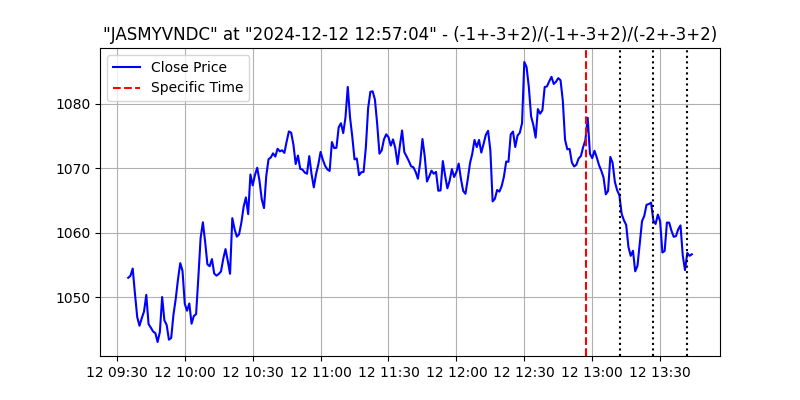 "JASMYVNDC" at "2024-12-12 12:57:04" - (-1+-3+2)/(-1+-3+2)/(-2+-3+2)
Close Price
Specific Time
1080
1070
1060
1050
12 09:30 12 10:00 12 10:30 12 11:00 12 11:30 12 12:00 12 12:30 12 13:00 12 13:30